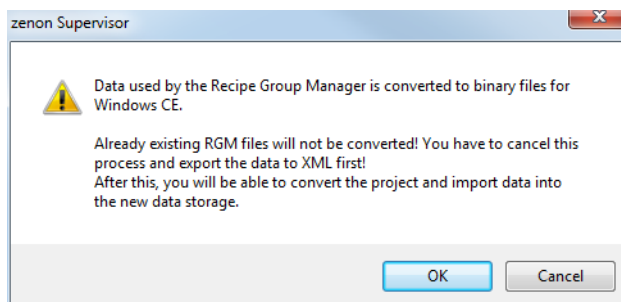 zenon Supervisor
Data used by the Recipe Group Manager is converted to binary files for
Windows CE.
Already existing RGM files will not be converted! You have to cancel this
process and export the data to XML first!
After this, you will be able to convert the project and import data into
the new data storage.
OK
Cancel